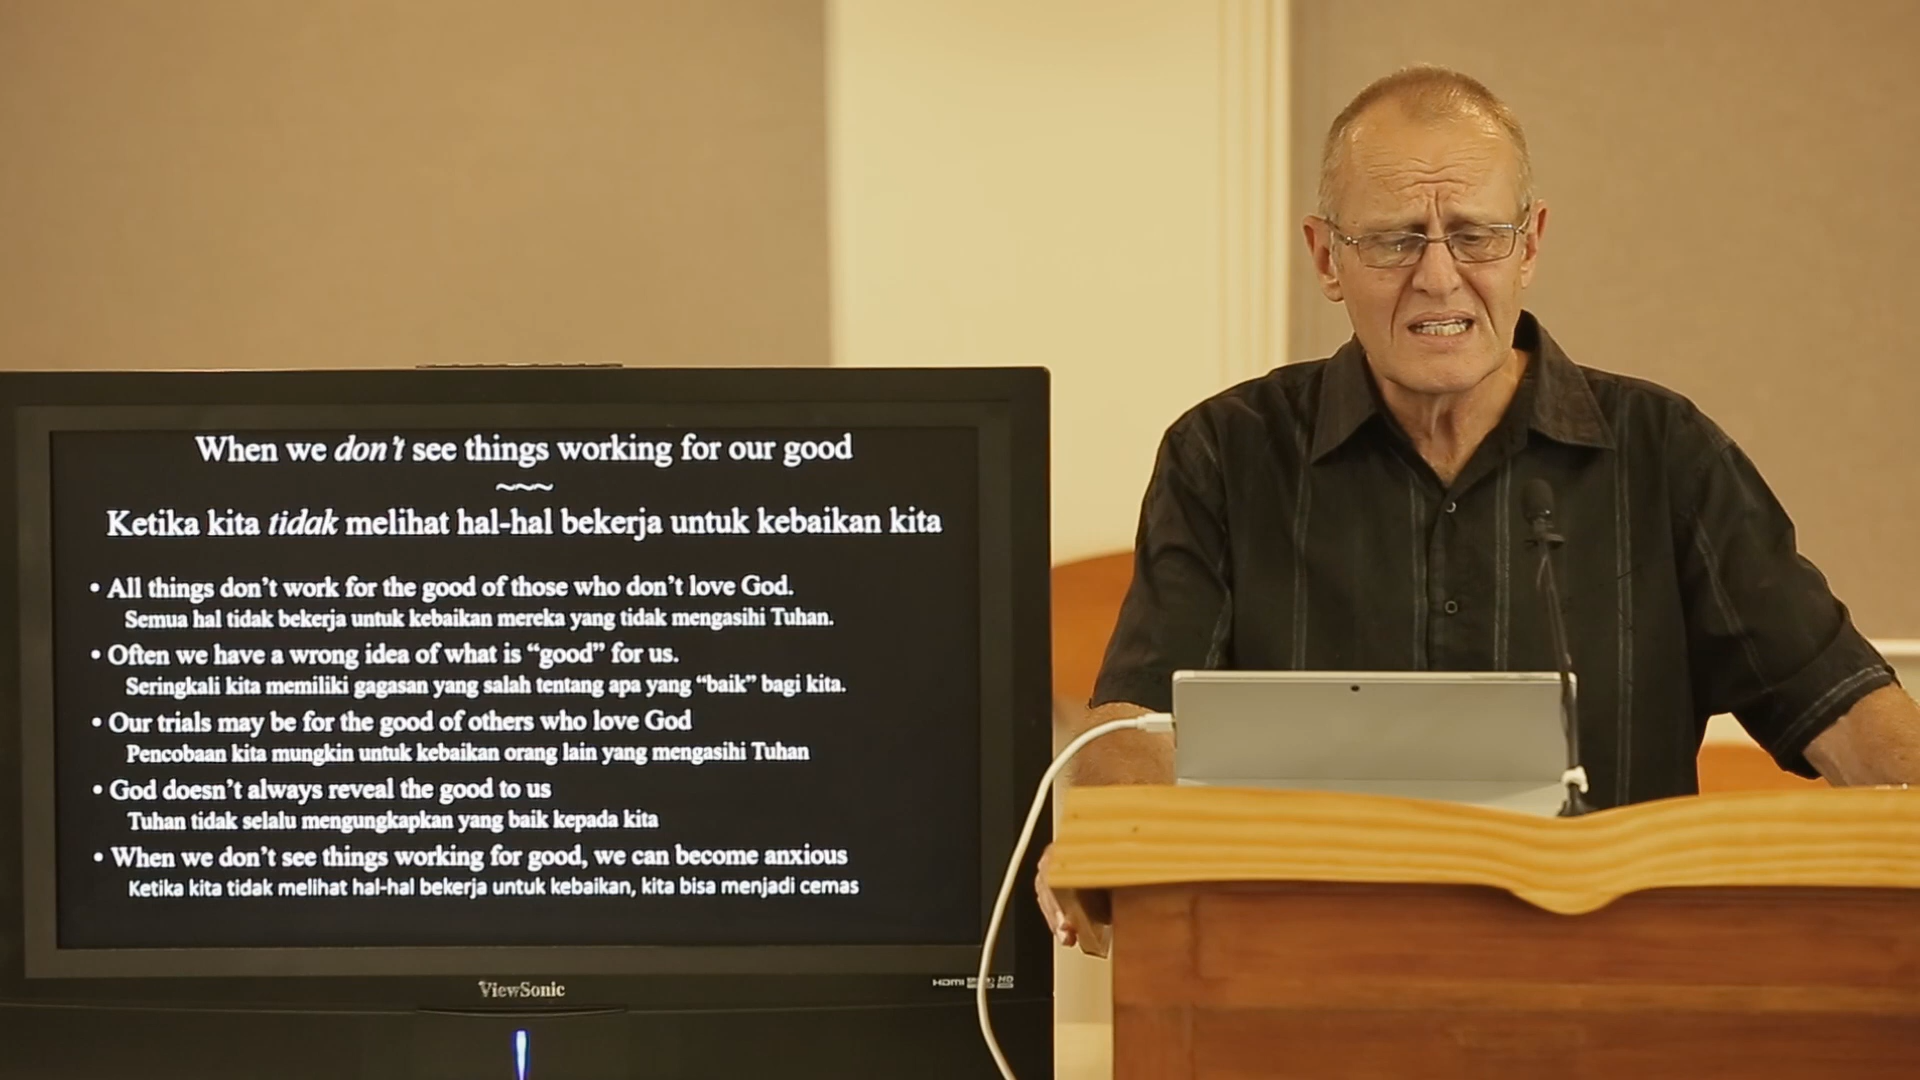 When we don't see things working for our good
~~~
Ketika kita tidak melihat hal-hal bekerja untuk kebaikan kita
• All things don't work for the good of those who don't love God.
Semua hal tidak bekerja untuk kebaikan mereka yang tidak mengasihi Tuhan.
• Often we have a wrong idea of what is “good” for us.
Seringkali kita memiliki gagasan yang salah tentang apa yang “baik” bagi kita.
• Our trials may be for the good of others who love God
Pencobaan kita mungkin untuk kebaikan orang lain yang mengasihi Tuhan
• God doesn't always reveal the good to us
Tuhan tidak selalu mengungkapkan yang baik kepada kita
• When we don't see things working for good, we can become anxious
Ketika kita tidak melihat hal-hal bekerja untuk kebaikan, kita bisa menjadi cemas
ViewSonic
HDMI